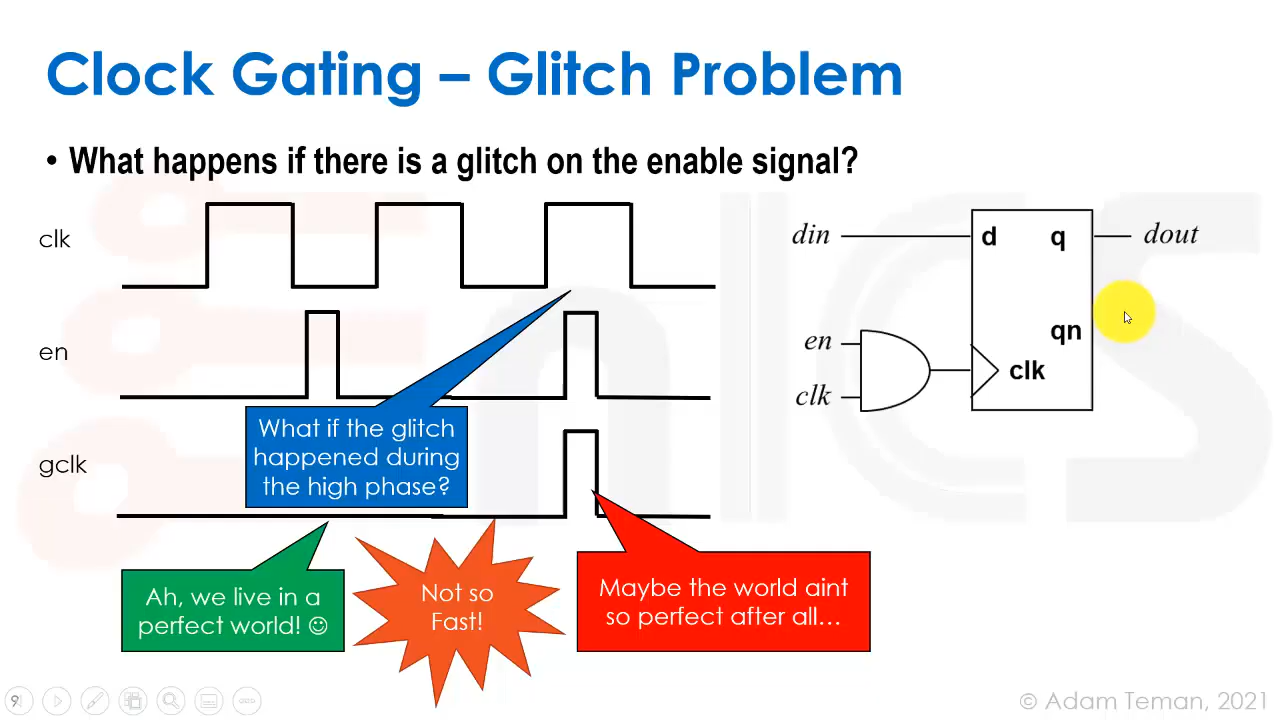 Clock Gating – Glitch Problem
• What happens if there is a glitch on the enable signal?
clk
en
gclk
What if the glitch
happened during
the high phase?
Ah, we live in a
perfect world! ☺
Not so
Fast!
Maybe the world aint
so perfect after all…
din
d
q
dout
qn
en
clk
clk
9
© Adam Teman, 2021